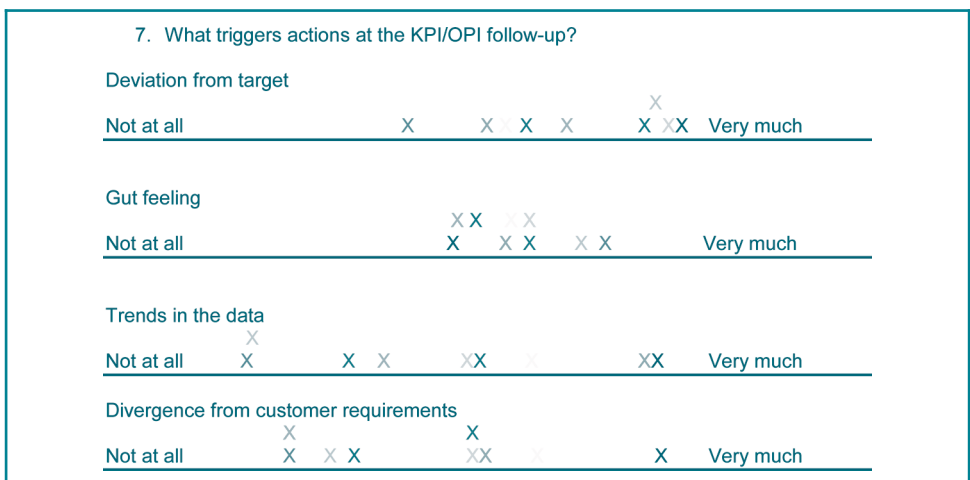 7. What triggers actions at the KPI/OPI follow-up?
Deviation from target
X
Not at all X X X X X X X X Very much
Gut feeling
X X X X
Not at all X X X X X Very much
Trends in the data
X
Not at all X X X X X X X X Very much
Divergence from customer requirements
X X
Not at all X X X X X X X Very much